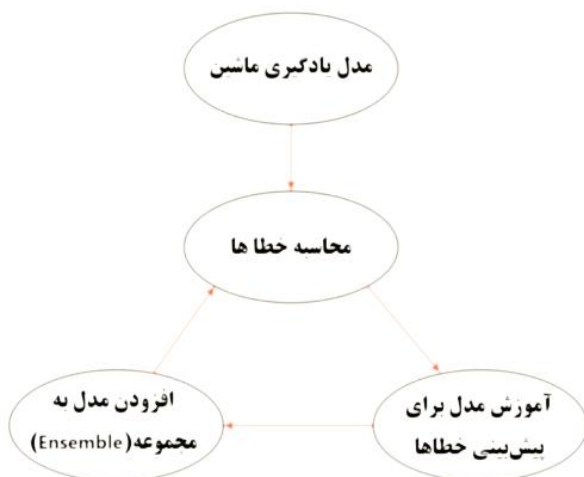 مدل یادگیری ماشین
محاسبه خطا ها
آموزش مدل برای
پیش‌بینی خطاها
افزودن مدل به
مجموعه(Ensemble)